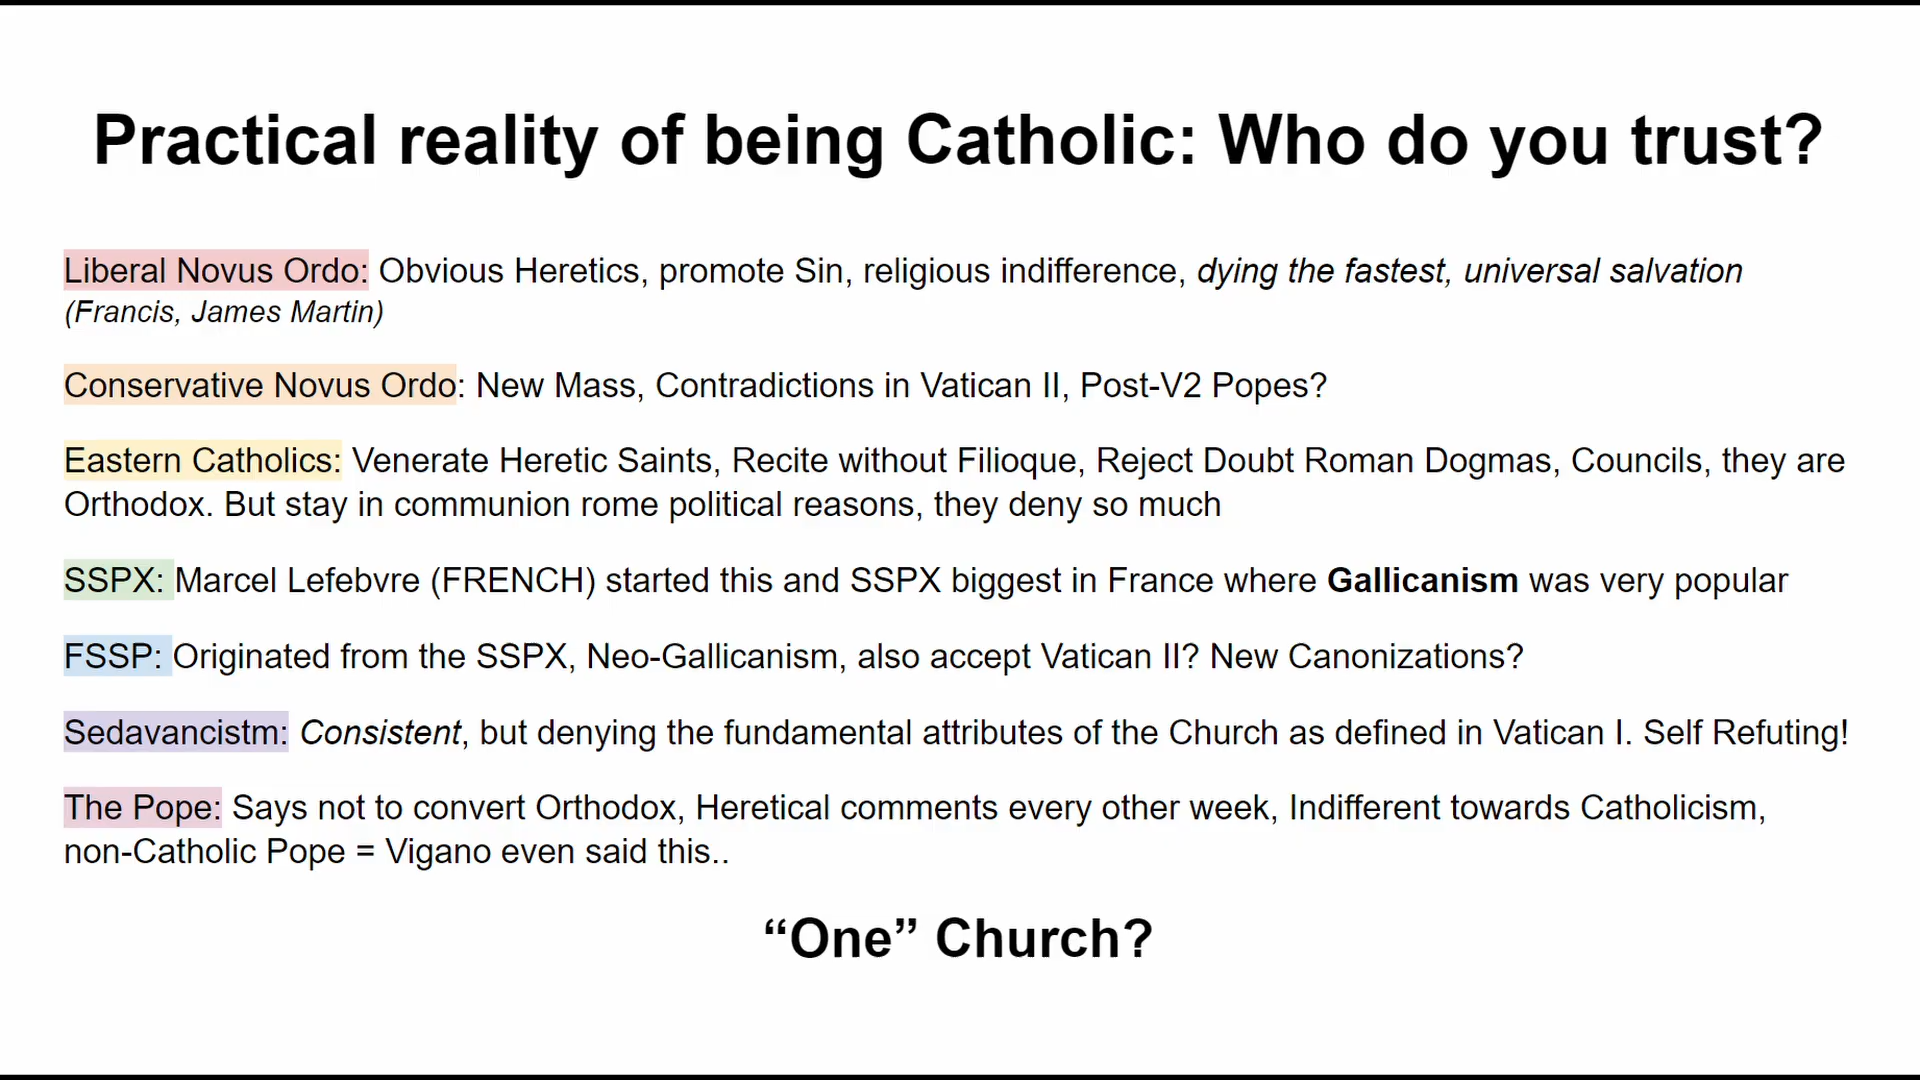 Practical reality of being Catholic: Who do you trust?
Liberal Novus Ordo: Obvious Heretics, promote Sin, religious indifference, dying the fastest, universal salvation
(Francis, James Martin)
Conservative Novus Ordo: New Mass, Contradictions in Vatican II, Post-V2 Popes?
Eastern Catholics: Venerate Heretic Saints, Recite without Filioque, Reject Doubt Roman Dogmas, Councils, they are
Orthodox. But stay in communion rome political reasons, they deny so much
SSPX: Marcel Lefebvre (FRENCH) started this and SSPX biggest in France where Gallicanism was very popular
FSSP: Originated from the SSPX, Neo-Gallicanism, also accept Vatican II? New Canonizations?
Sedavancistm: Consistent, but denying the fundamental attributes of the Church as defined in Vatican I. Self Refuting!
The Pope: Says not to convert Orthodox, Heretical comments every other week, Indifferent towards Catholicism,
non-Catholic Pope = Vigano even said this..
“One” Church?